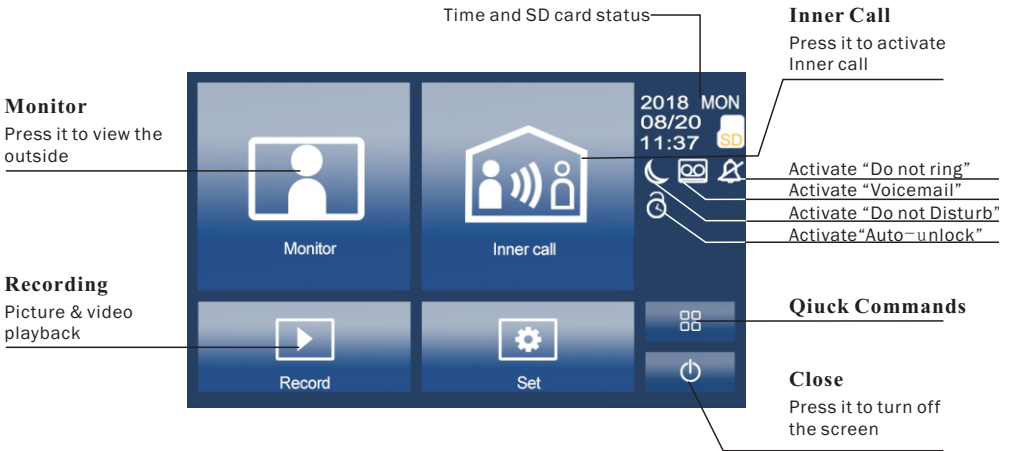 Time and SD card status
Inner Call
Press it to activate
Inner call
Monitor
Press it to view the
outside
2018 MON
08/20
11:37
SD
Activate “Do not ring”
Activate “Voicemail”
Activate “Do not Disturb”
Activate“Auto-unlock”
Monitor
Inner call
Recording
Picture & video
playback
Qiuck Commands
Record
Set
Close
Press it to turn off
the screen